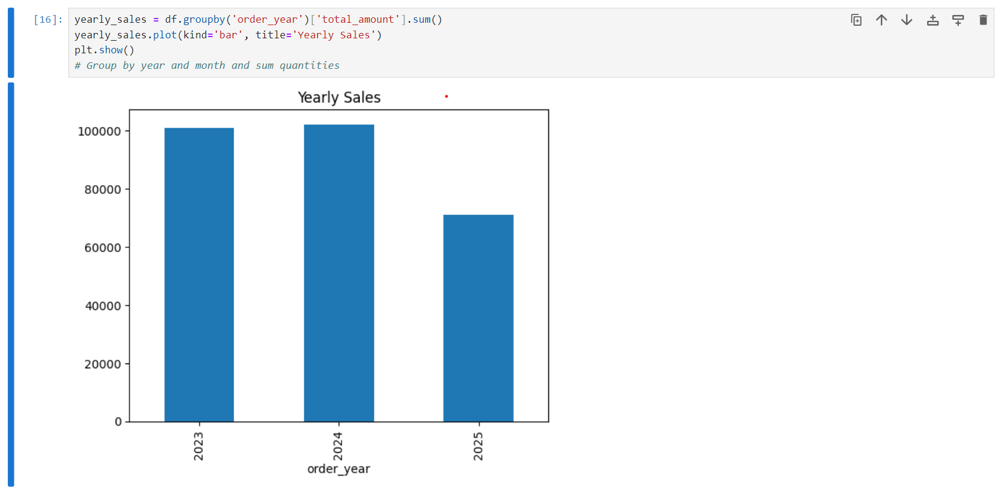 [16]:
yearly_sales = df.groupby('order_year')['total_amount'].sum()
yearly_sales.plot(kind='bar', title='Yearly Sales')
plt.show()
# Group by year and month and sum quantities
Yearly Sales
100000
80000
60000
40000
20000
0
2023
2024
2025
order_year